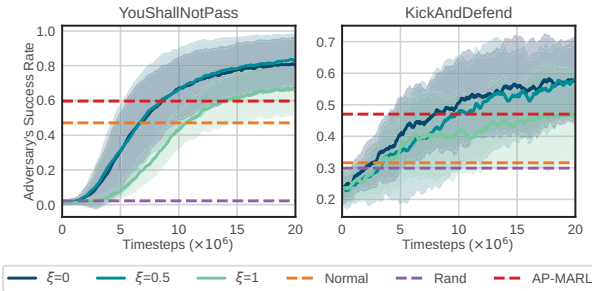 YouShallNotPass
KickAndDefend
Adversary's Success Rate
1.0
0.8
0.6
0.4
0.2
0.0
0.7
0.6
0.5
0.4
0.3
0.2
0 5 10 15 20
0 5 10 15 20
Timesteps (×10⁶)
Timesteps (×10⁶)
ξ=0 ξ=0.5 ξ=1 Normal Rand AP-MARL